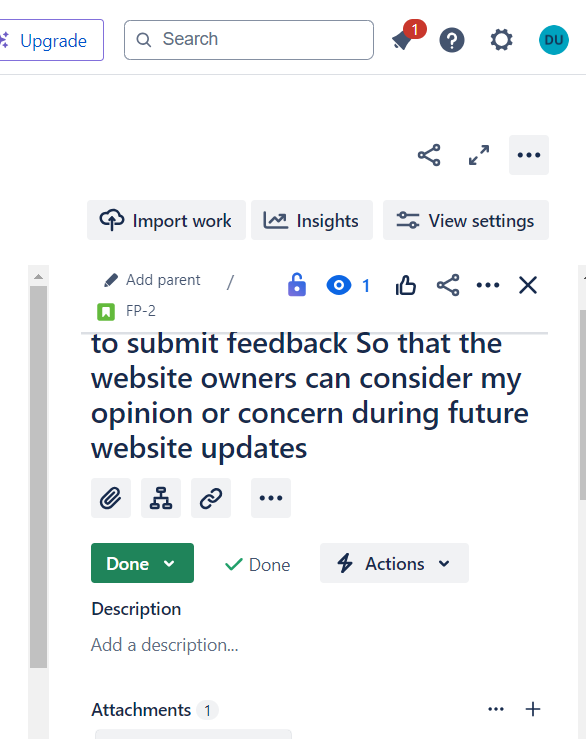 Upgrade
Search
1
DU
Import work
Insights
View settings
Add parent
/
1
FP-2
to submit feedback So that the
website owners can consider my
opinion or concern during future
website updates
Done
Done
Actions
Description
Add a description...
Attachments 1